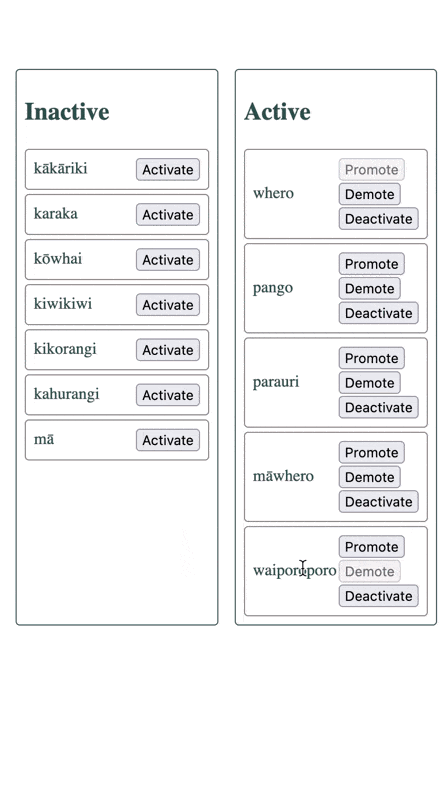 Inactive
kākāriki Activate
karaka Activate
kōwhai Activate
kiwikiwi Activate
kikorangi Activate
kahurangi Activate
mā Activate
Active
Promote
whero Demote
Deactivate
Promote
pango Demote
Deactivate
Promote
parauri Demote
Deactivate
Promote
māwhero Demote
Deactivate
Promote
waiporoporo Demote
Deactivate